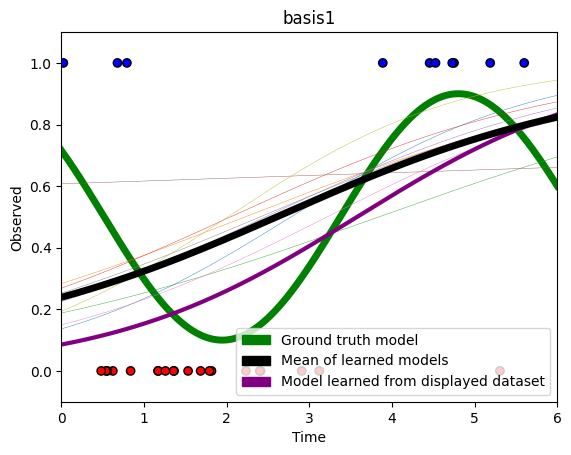 basis1
Observed
1.0
0.8
0.6
0.4
0.2
0.0
Ground truth model
Mean of learned models
Model learned from displayed dataset
0 1 2 3 4 5 6
Time